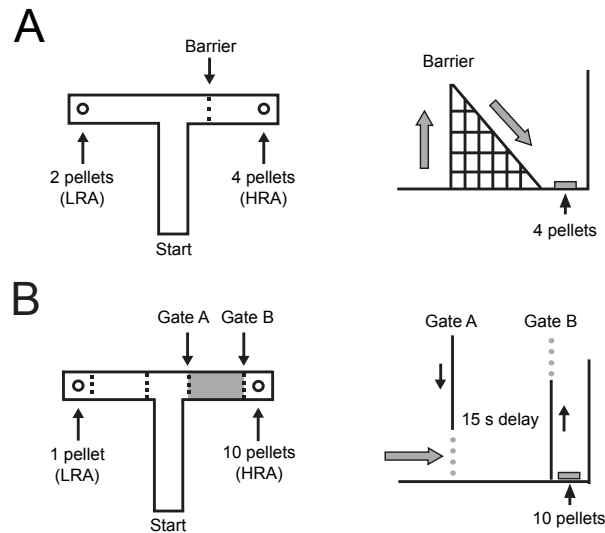 A
Barrier
2 pellets
(LRA)
4 pellets
(HRA)
Start
Barrier
4 pellets
B
Gate A
Gate B
1 pellet
(LRA)
10 pellets
(HRA)
Start
Gate A
Gate B
15 s delay
10 pellets